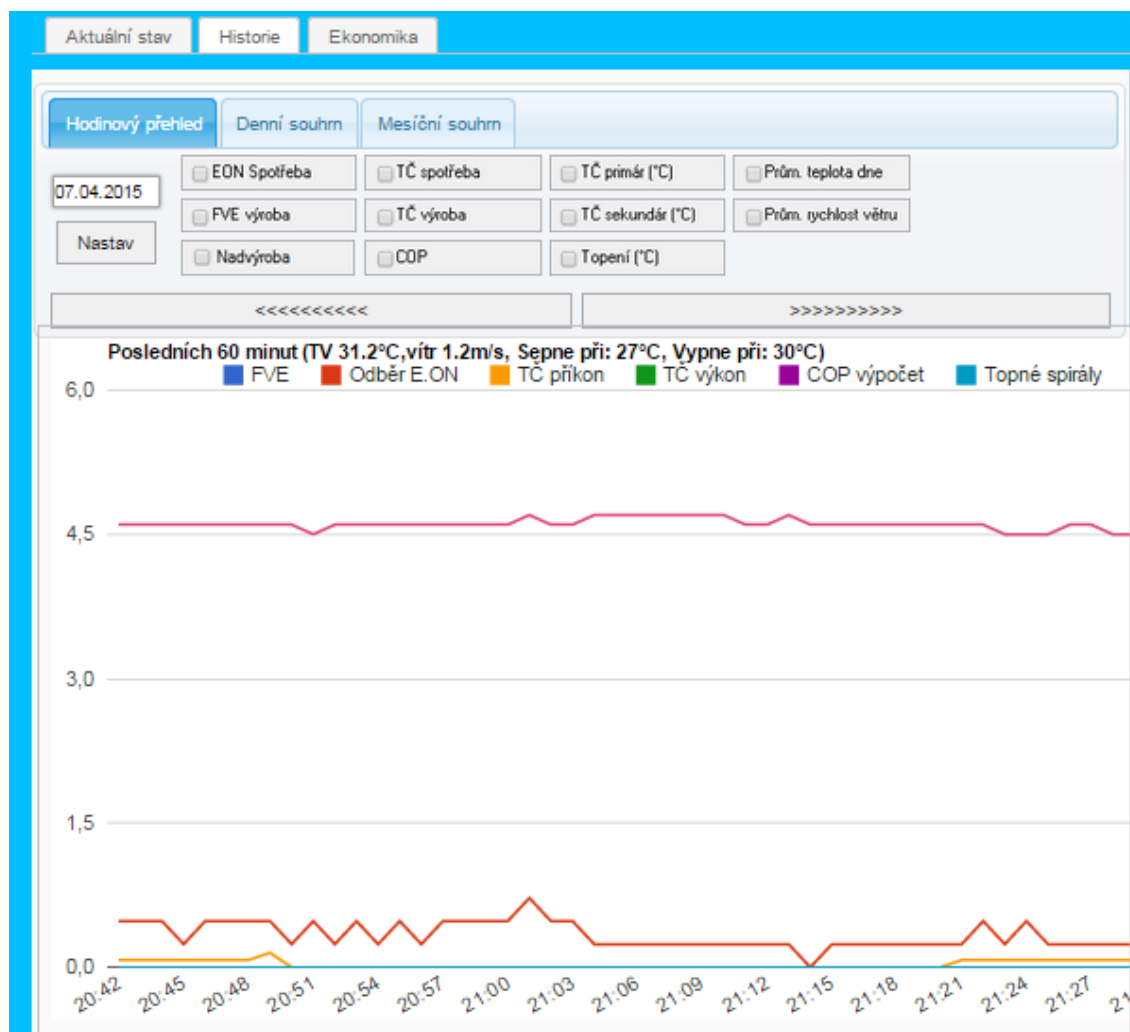 Aktuální stav Historie Ekonomika
Hodinový přehled Denní souhrn Mesíční souhrn
07.04.2015
Nastav
EON Spotřeba TČ spotřeba TČ primár (°C) Prům. teplota dne
FVE výroba TČ výroba TČ sekundár (°C) Prům. rychlost větru
Nadvýroba COP Topení (°C)
<<<<<<<<<< >>>>>>>>>>
Posledních 60 minut (TV 31.2°C,vítr 1.2m/s, Sepne při: 27°C, Vypne při: 30°C)
FVE Odběr E.ON TČ příkon TČ výkon COP výpočet Topné spirály
6,0
4,5
3,0
1,5
0,0
20:42 20:45 20:48 20:51 20:54 20:57 21:00 21:03 21:06 21:09 21:12 21:15 21:18 21:21 21:24 21:27